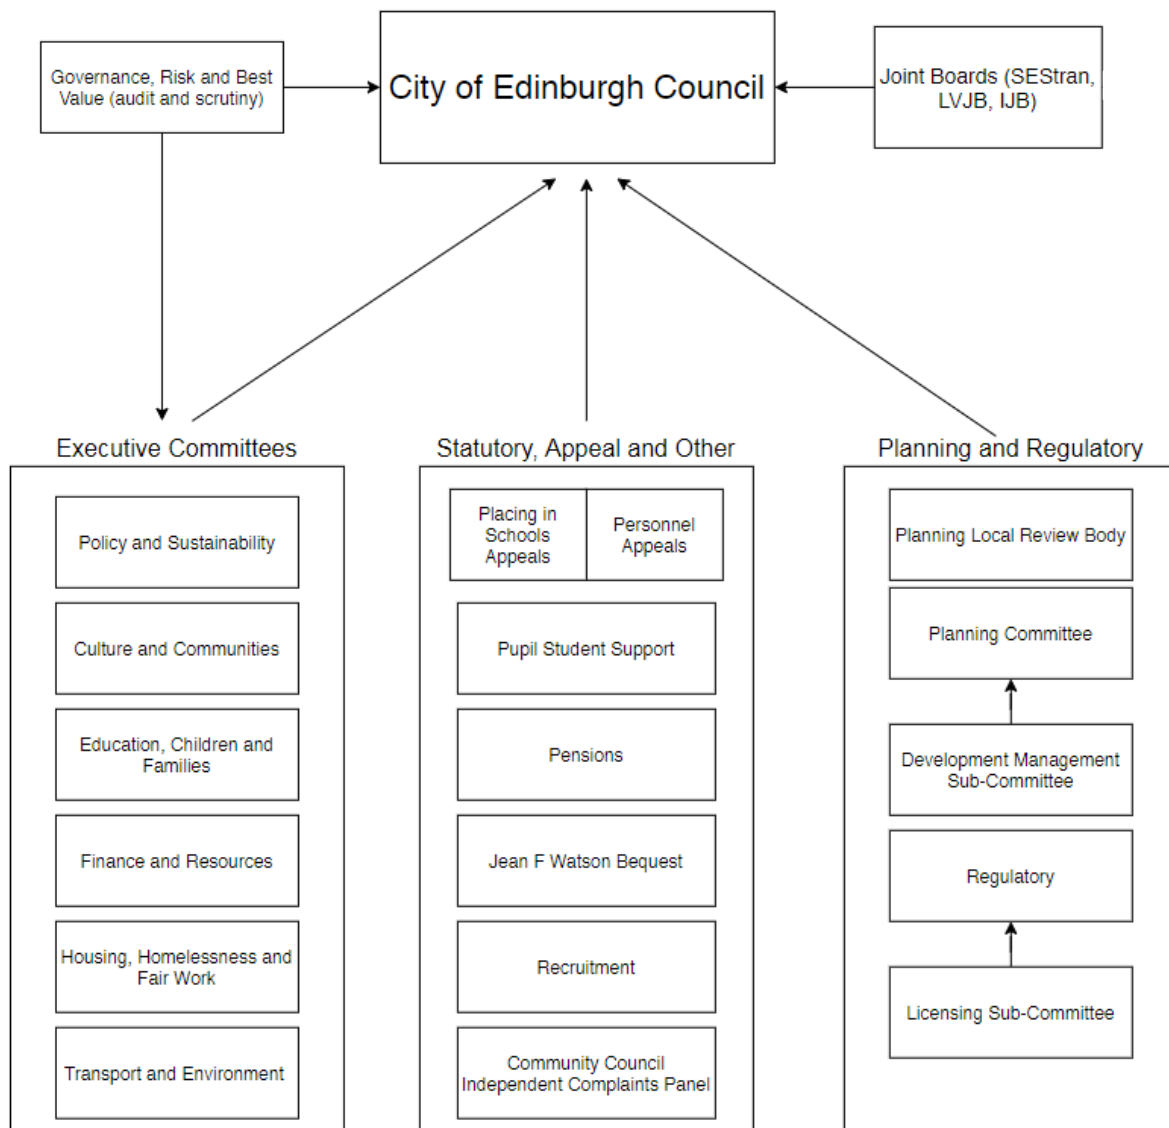 Governance, Risk and Best
Value (audit and scrutiny)
City of Edinburgh Council
Joint Boards (SEStran,
LVJB, IJB)
Executive Committees
Policy and Sustainability
Culture and Communities
Education, Children and
Families
Finance and Resources
Housing, Homelessness and
Fair Work
Transport and Environment
Statutory, Appeal and Other
Placing in
Schools
Appeals
Personnel
Appeals
Pupil Student Support
Pensions
Jean F Watson Bequest
Recruitment
Community Council
Independent Complaints Panel
Planning and Regulatory
Planning Local Review Body
Planning Committee
Development Management
Sub-Committee
Regulatory
Licensing Sub-Committee